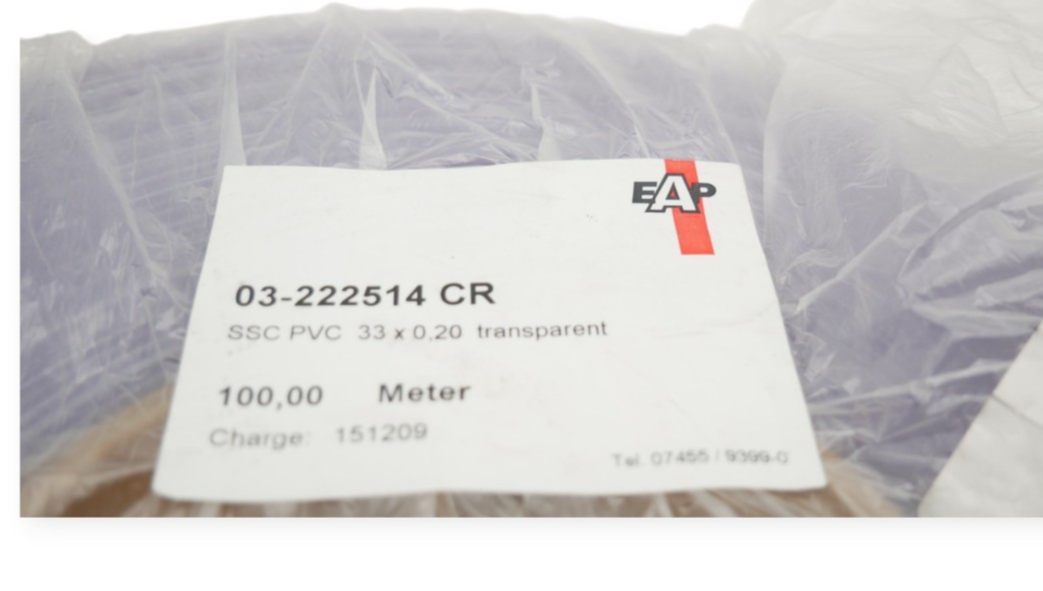 EAP
03-222514 CR
SSC PVC 33 x 0,20 transparent
100,00 Meter
Charge: 151209
Tel. 07455 / 9399-0